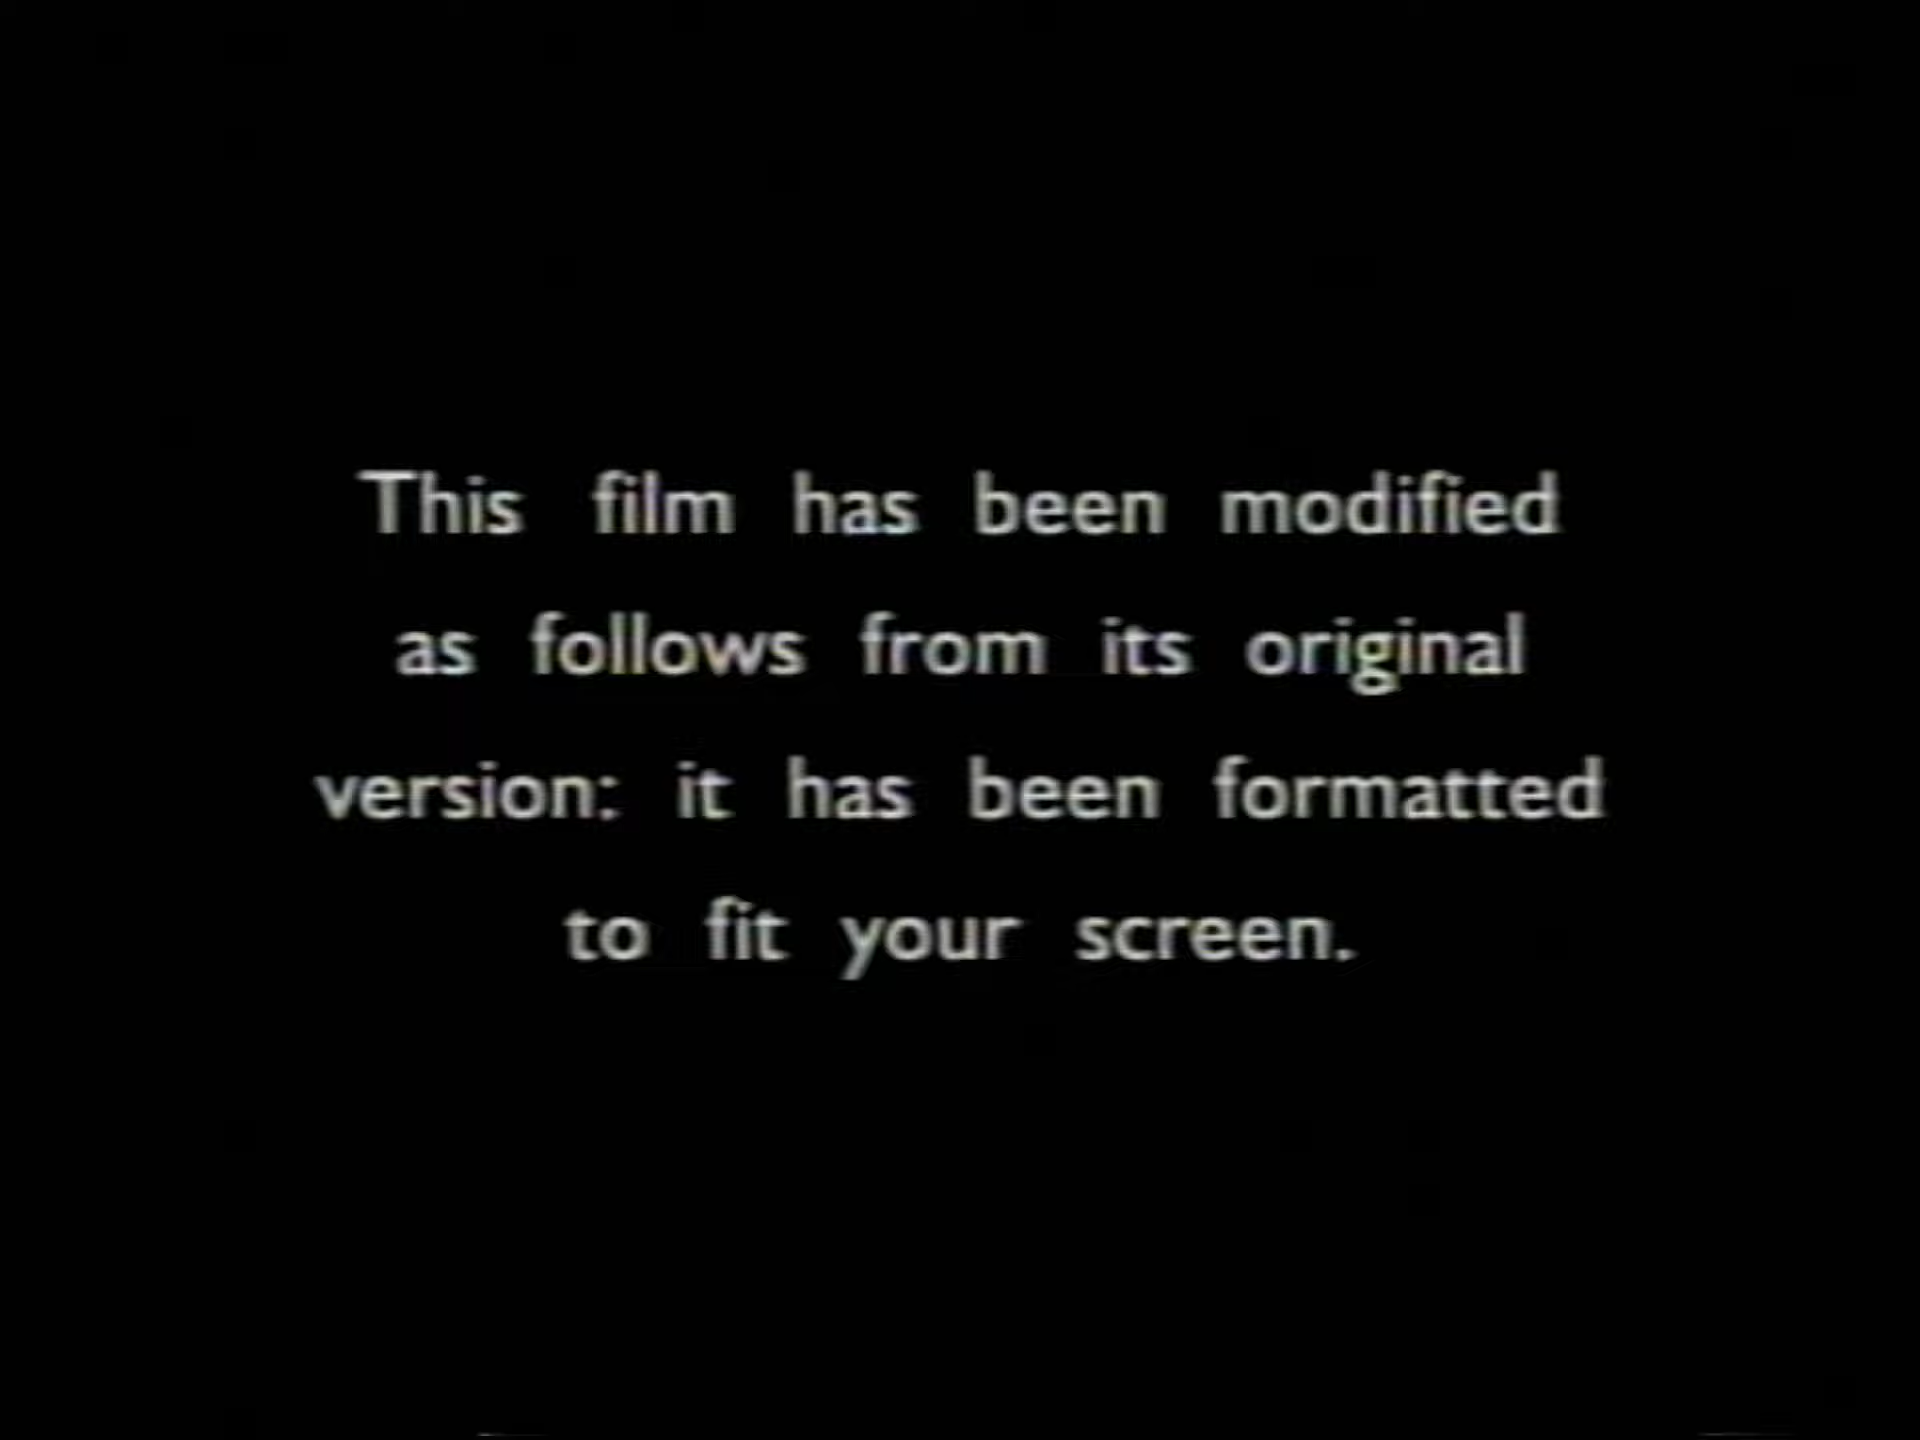 This film has been modified
as follows from its original
version: it has been formatted
to fit your screen.